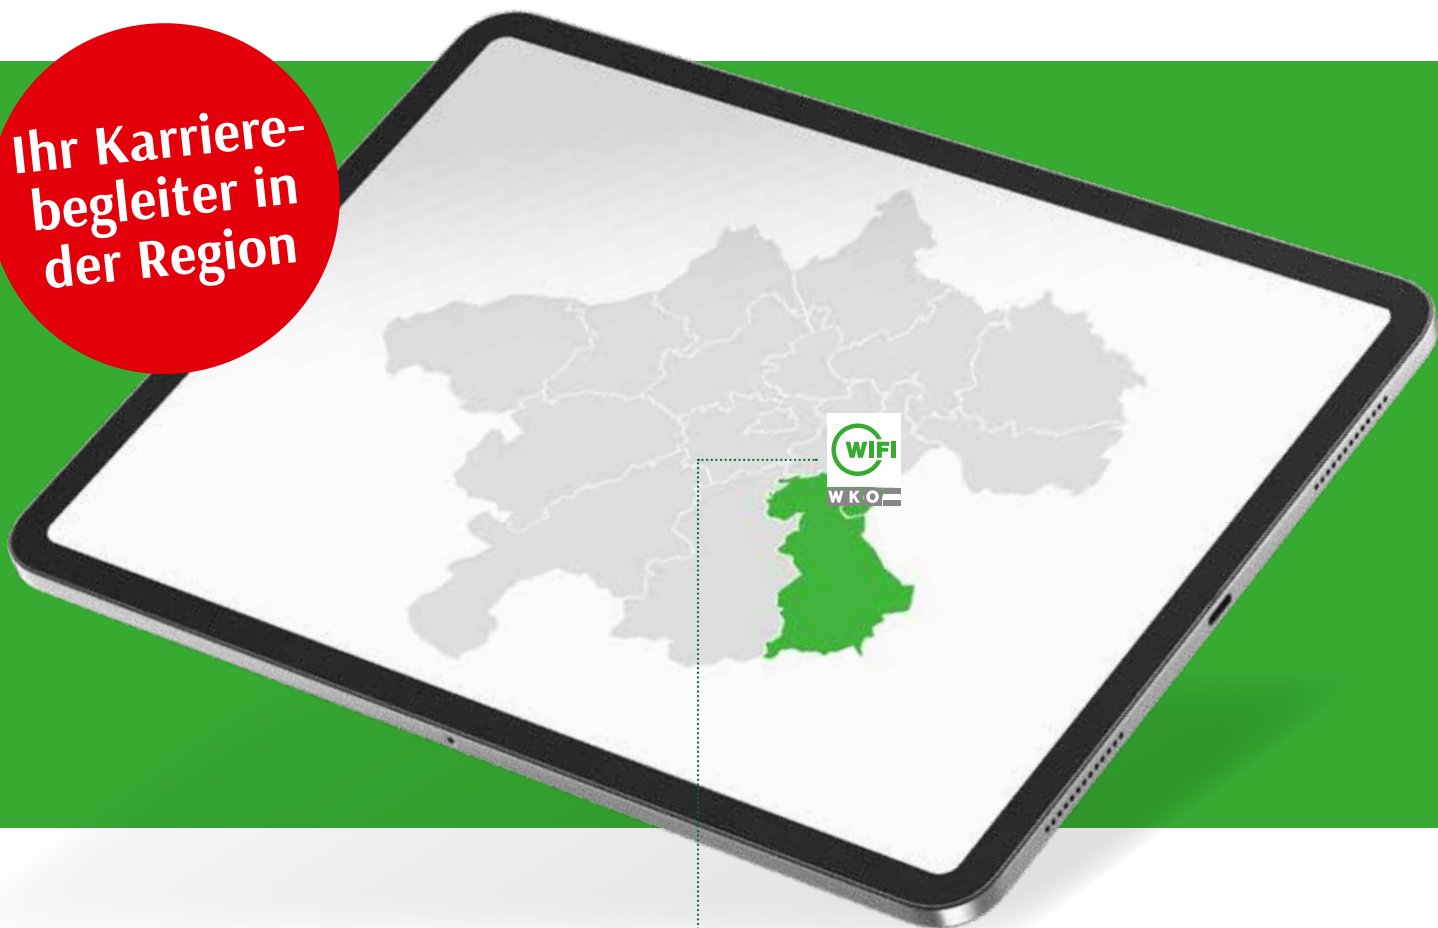 Ihr Karriere-
begleiter in
der Region
WIFI
WKO